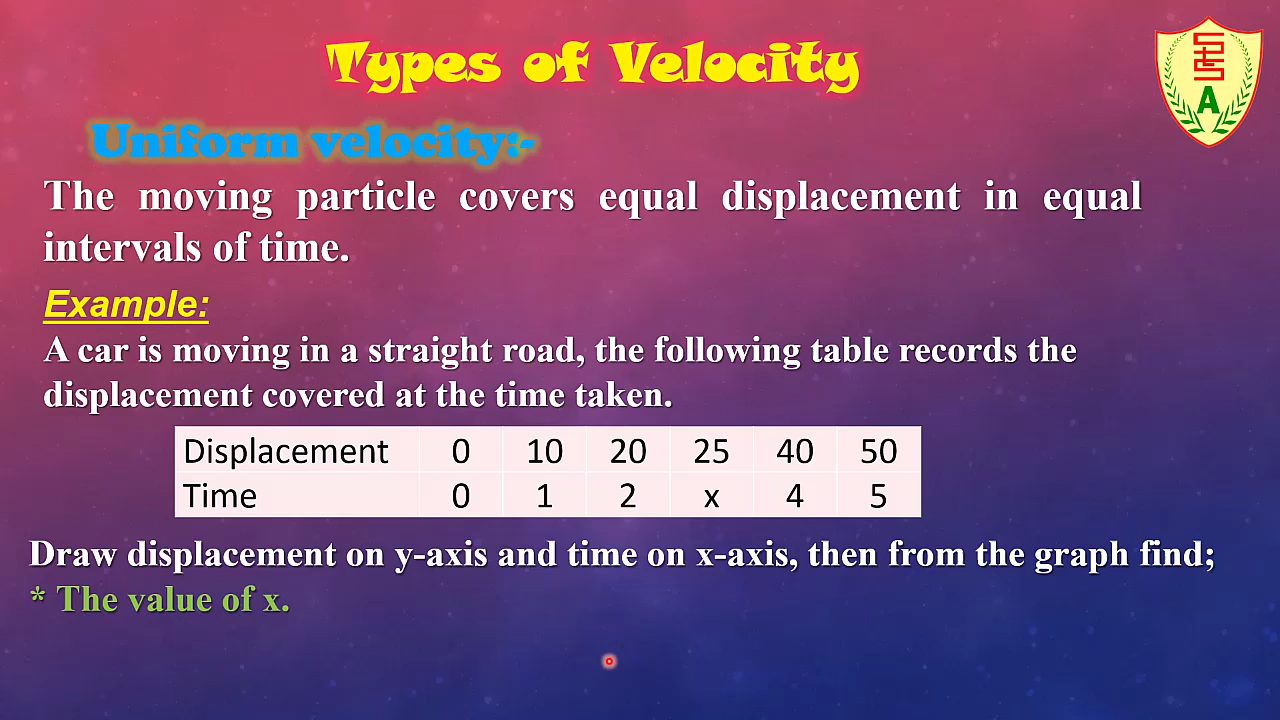 Types of Velocity
Uniform velocity:-
The moving particle covers equal displacement in equal
intervals of time.
Example:
A car is moving in a straight road, the following table records the
displacement covered at the time taken.
Displacement 0 10 20 25 40 50
Time 0 1 2 x 4 5
Draw displacement on y-axis and time on x-axis, then from the graph find;
* The value of x.
A